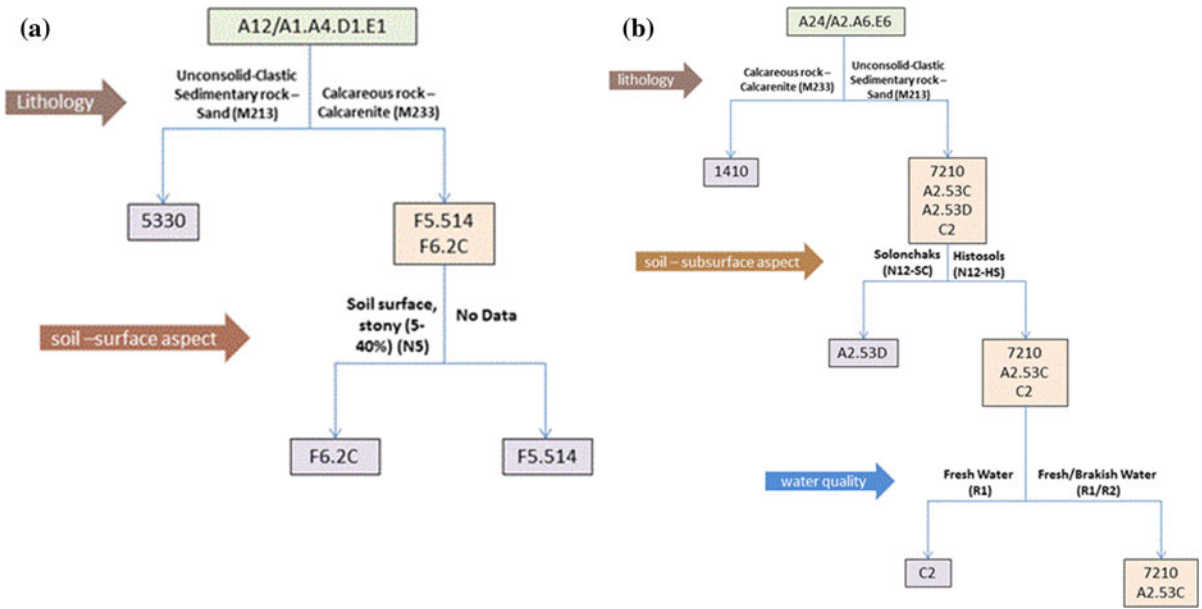 (a)
A12/A1.A4.D1.E1
Lithology
Unconsolid-Clastic
Sedimentary rock –
Sand (M213)
Calcareous rock –
Calcarenite (M233)
5330
F5.514
F6.2C
soil –surface aspect
Soil surface,
stony (5-
40%) (N5)
No Data
F6.2C
F5.514
(b)
A24/A2.A6.E6
lithology
Calcareous rock –
Calcarenite (M233)
Unconsolid-Clastic
Sedimentary rock –
Sand (M213)
1410
7210
A2.53C
A2.53D
C2
soil – subsurface aspect
Solonchaks
(N12-SC)
Histosols
(N12-HS)
A2.53D
7210
A2.53C
C2
water quality
Fresh Water
(R1)
Fresh/Brakish Water
(R1/R2)
C2
7210
A2.53C